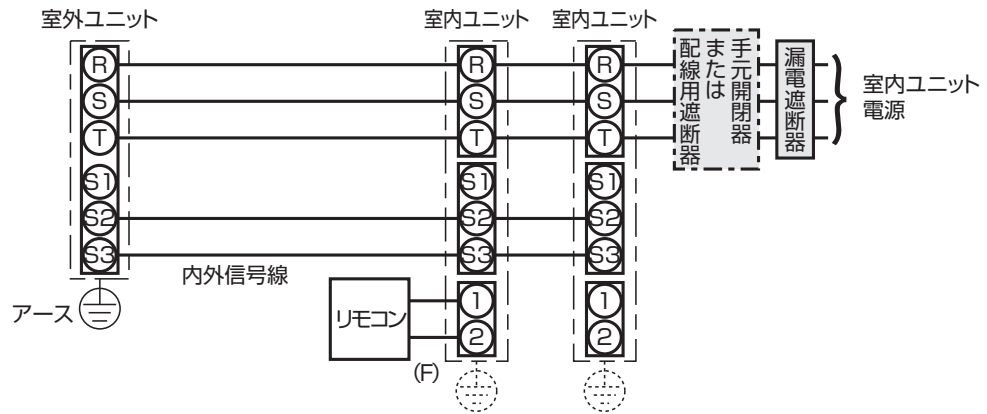 室外ユニット
室内ユニット
室内ユニット
R
S
T
S1
S2
S3
アース
内外信号線
R
S
T
S1
S2
S3
1
2
リモコン
(F)
R
S
T
S1
S2
S3
1
2
手元開閉器
または
配線用遮断器
漏電遮断器
室内ユニット
電源